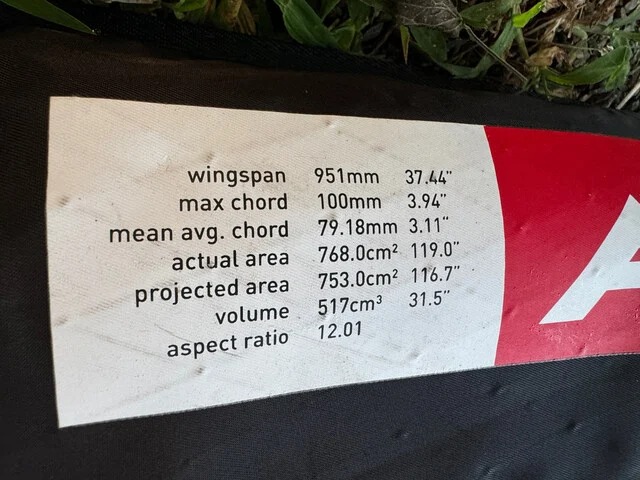 wingspan 951mm 37.44"
max chord 100mm 3.94"
mean avg. chord 79.18mm 3.11"
actual area 768.0cm² 119.0"
projected area 753.0cm² 116.7"
volume 517cm³ 31.5"
aspect ratio 12.01
A